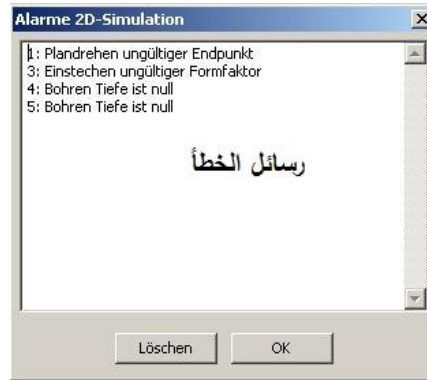 Alarme 2D-Simulation
1: Plandrehen ungültiger Endpunkt
3: Einstechen ungültiger Formfaktor
4: Bohren Tiefe ist null
5: Bohren Tiefe ist null
رسائل الخطأ
Löschen
OK